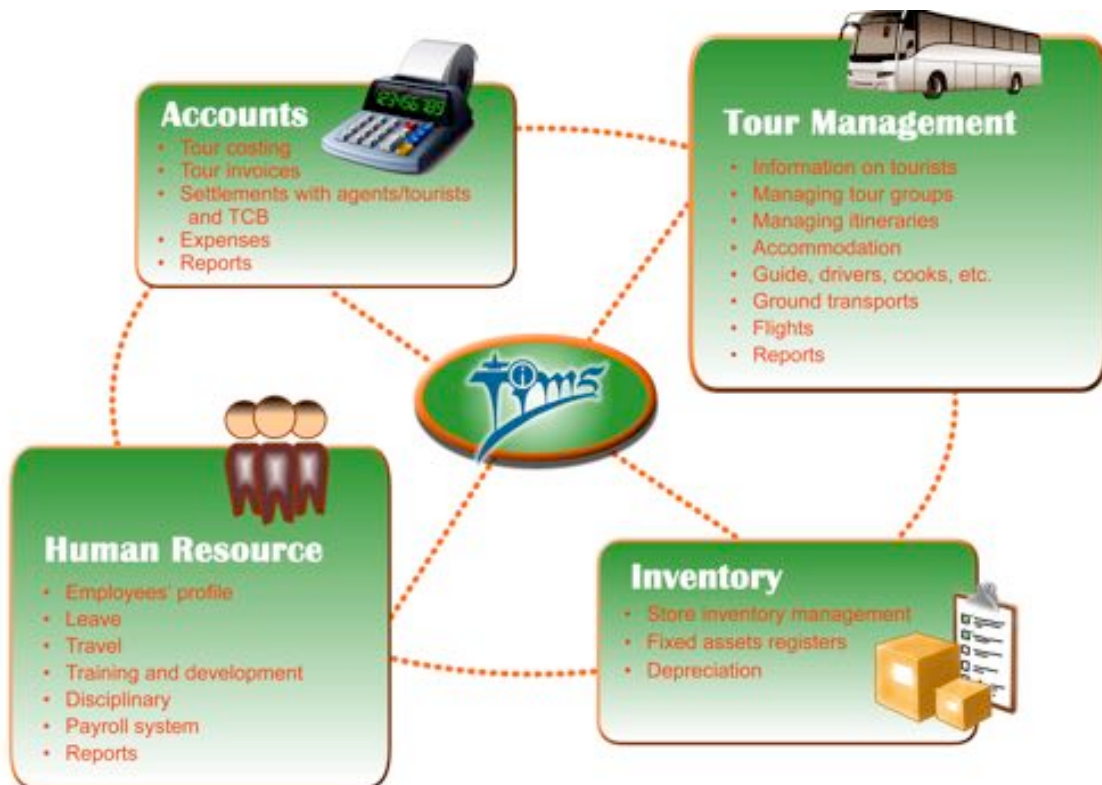 Accounts
• Tour costing
• Tour invoices
• Settlements with agents/tourists
and TCB
• Expenses
• Reports
123456789
Tour Management
• Information on tourists
• Managing tour groups
• Managing itineraries
• Accommodation
• Guide, drivers, cooks, etc.
• Ground transports
• Flights
• Reports
tims
Human Resource
• Employees' profile
• Leave
• Travel
• Training and development
• Disciplinary
• Payroll system
• Reports
Inventory
• Store inventory management
• Fixed assets registers
• Depreciation